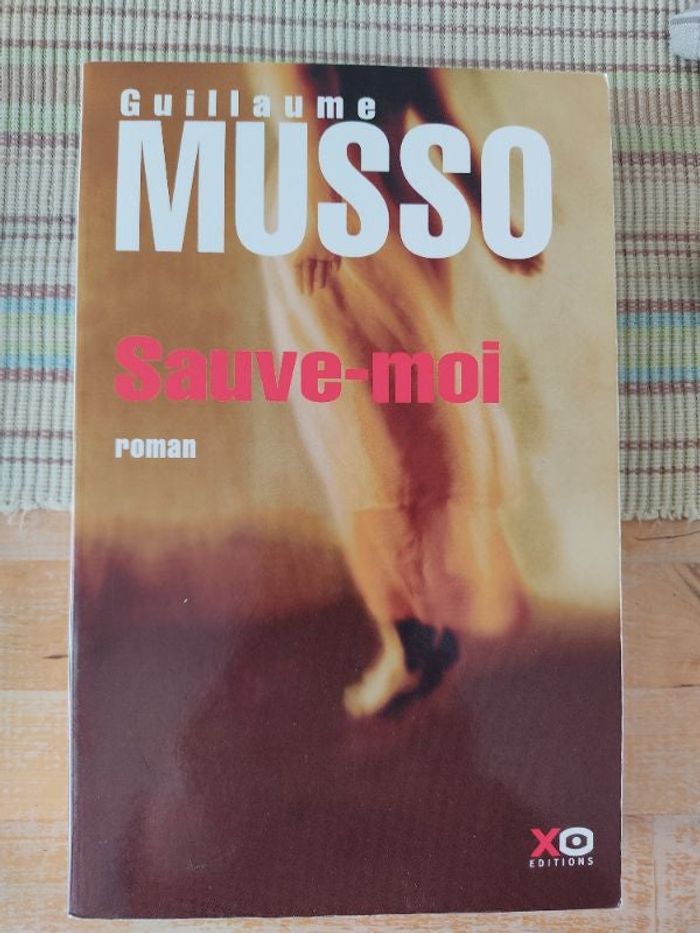 Guillaume
MUSSO
Sauve-moi
roman
XO
EDITIONS